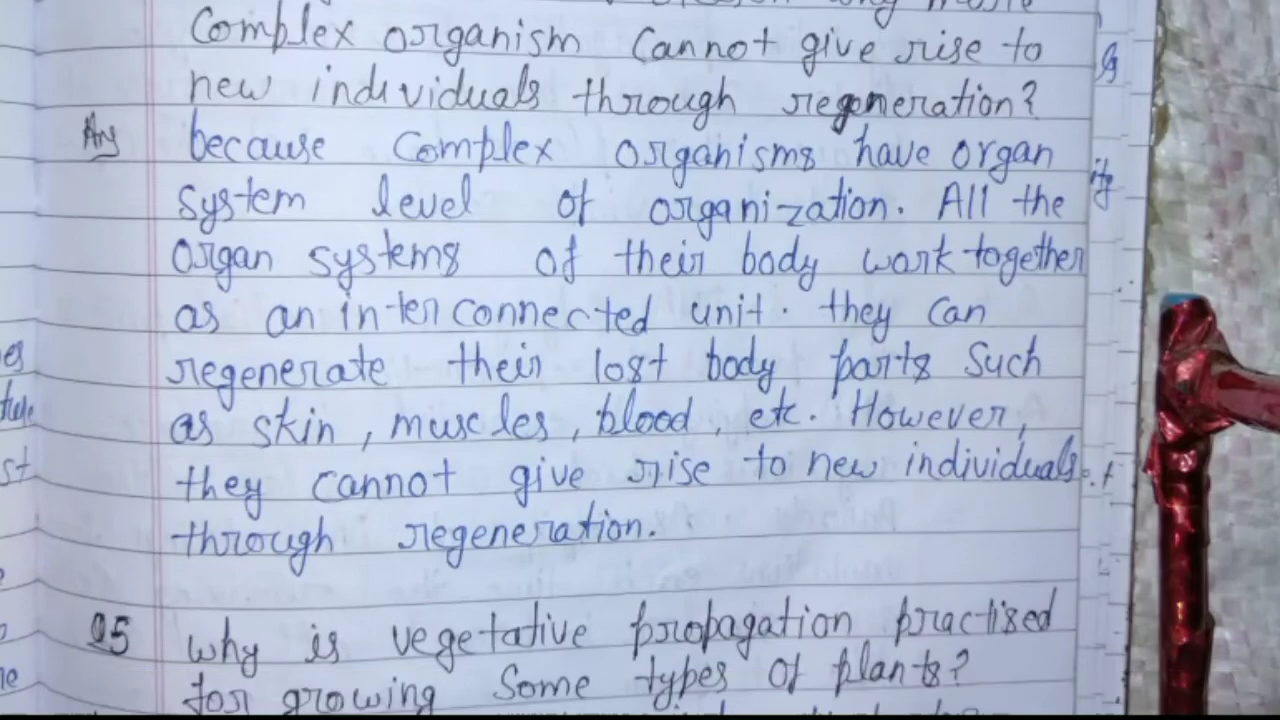 complex organism cannot give rise to
new individuals through regeneration?
Ans because complex organisms have organ
system level of organization. All the
organ systems of their body work together
as an interconnected unit. they can
regenerate their lost body parts such
as skin, muscles, blood, etc. However,
they cannot give rise to new individuals.
through regeneration.
Q5 why is vegetative propagation practised
for growing some types of plants?